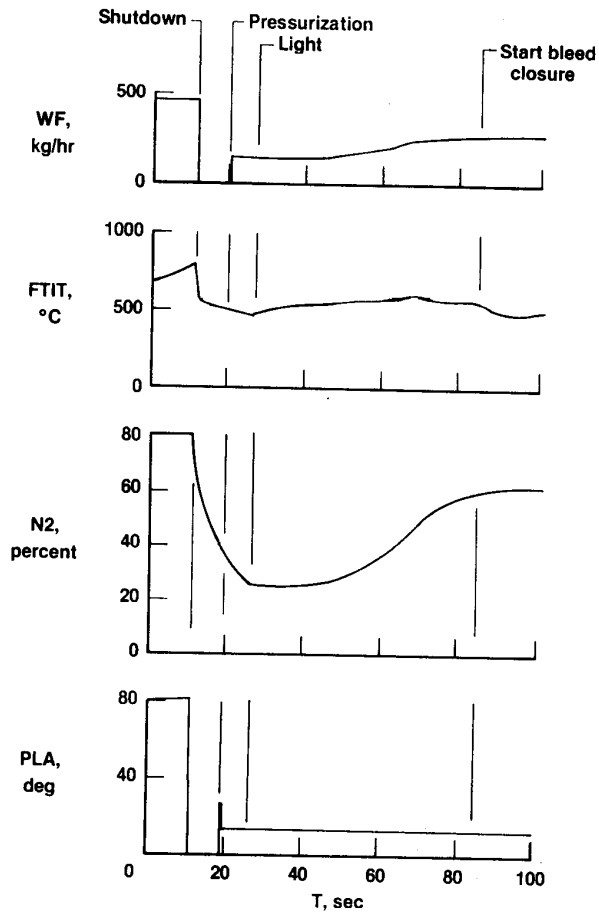 Shutdown
Pressurization
Light
Start bleed
closure
500
WF,
kg/hr
0
1000
FTIT,
°C
500
0
80
60
N2,
percent
40
20
0
80
PLA,
deg
40
0
20
40
60
80
100
T, sec